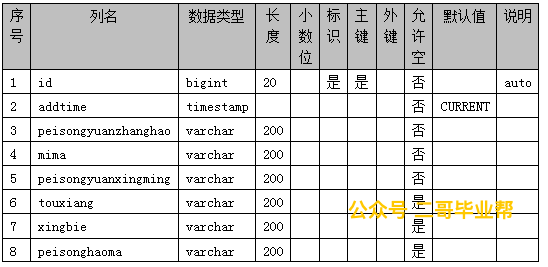 序号 列名 数据类型 长度 小数位 标识 主键 外键 允许空 默认值 说明
1 id bigint 20 是 是 否 auto
2 addtime timestamp 否 CURRENT
3 peisongyuanzhanghao varchar 200 否
4 mima varchar 200 否
5 peisongyuanxingming varchar 200 否
6 touxiang varchar 200 是
公众号 二哥毕业帮
7 xingbie varchar 200 是
8 peisonghaoma varchar 200 是